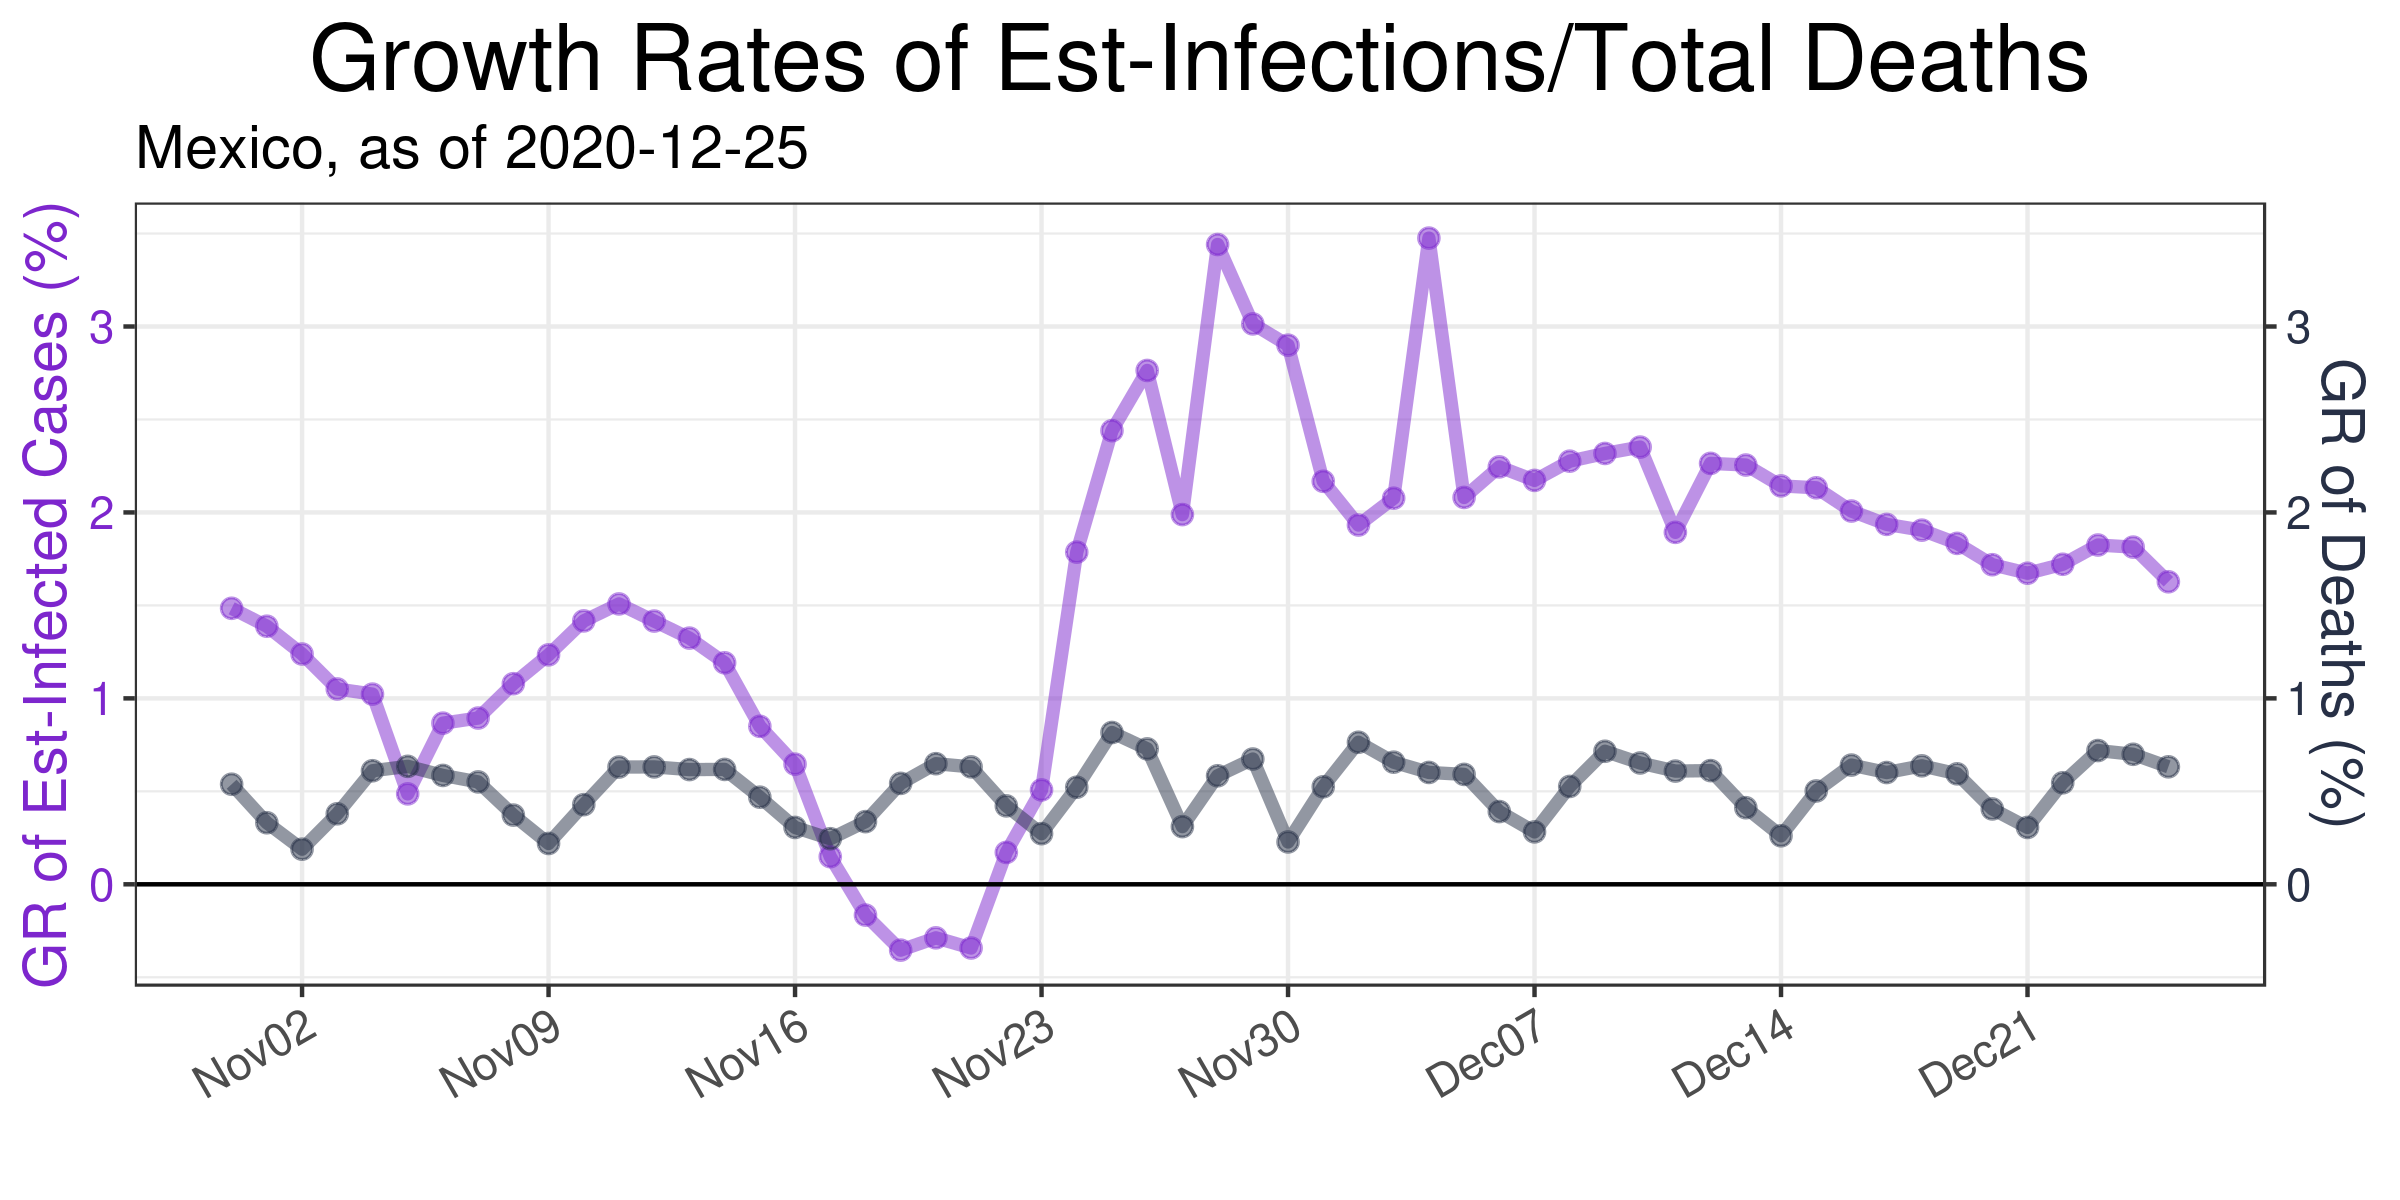 Growth Rates of Est-Infections/Total Deaths
Mexico, as of 2020-12-25
GR of Est-Infected Cases (%)
3
2
1
0
3
2
1
0
GR of Deaths (%)
Nov02
Nov09
Nov16
Nov23
Nov30
Dec07
Dec14
Dec21